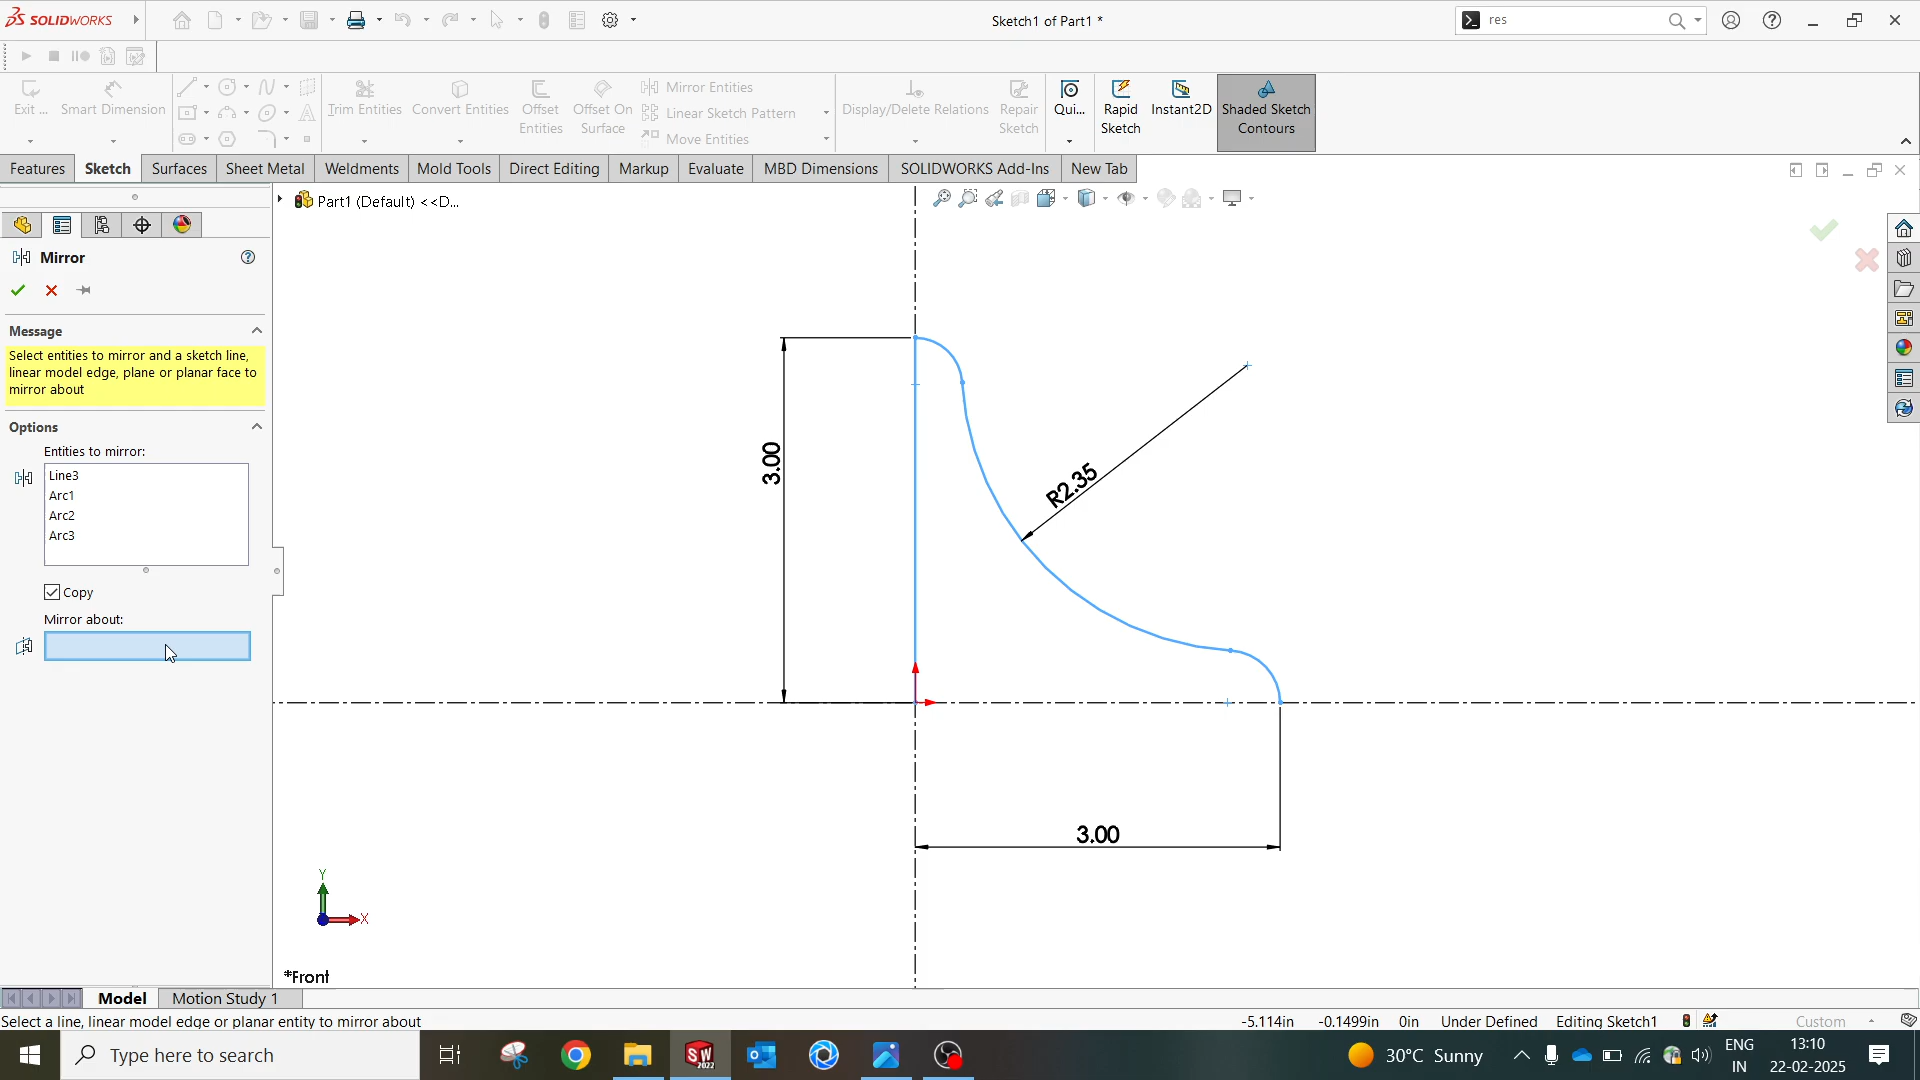 SOLIDWORKS
Sketch1 of Part1 *
res
Exit ...
Smart Dimension
Trim Entities
Convert Entities
Offset Entities
Offset On Surface
Mirror Entities
Linear Sketch Pattern
Move Entities
Display/Delete Relations
Repair Sketch
Qui...
Rapid Sketch
Instant2D
Shaded Sketch Contours
Features
Sketch
Surfaces
Sheet Metal
Weldments
Mold Tools
Direct Editing
Markup
Evaluate
MBD Dimensions
SOLIDWORKS Add-Ins
New Tab
Part1 (Default) <<D...
Mirror
Message
Select entities to mirror and a sketch line,
linear model edge, plane or planar face to
mirror about
Options
Entities to mirror:
Line3
Arc1
Arc2
Arc3
Copy
Mirror about:
3.00
R2.35
3.00
Y
X
*Front
Model
Motion Study 1
Select a line, linear model edge or planar entity to mirror about
-5.114in
-0.1499in
0in
Under Defined
Editing Sketch1
Custom
Type here to search
SW
2022
30°C Sunny
ENG
IN
13:10
22-02-2025